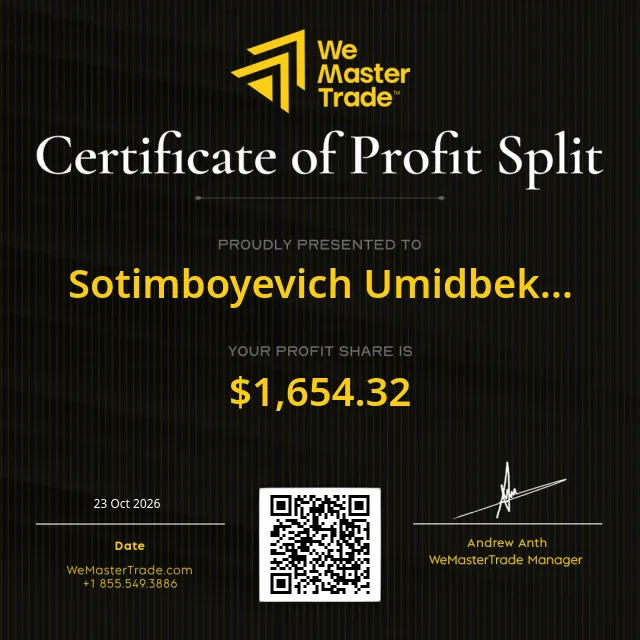 We
Master
Trade™
Certificate of Profit Split
PROUDLY PRESENTED TO
Sotimboyevich Umidbek...
YOUR PROFIT SHARE IS
$1,654.32
23 Oct 2026
Date
WeMasterTrade.com
+1 855.549.3886
Andrew Anth
WeMasterTrade Manager